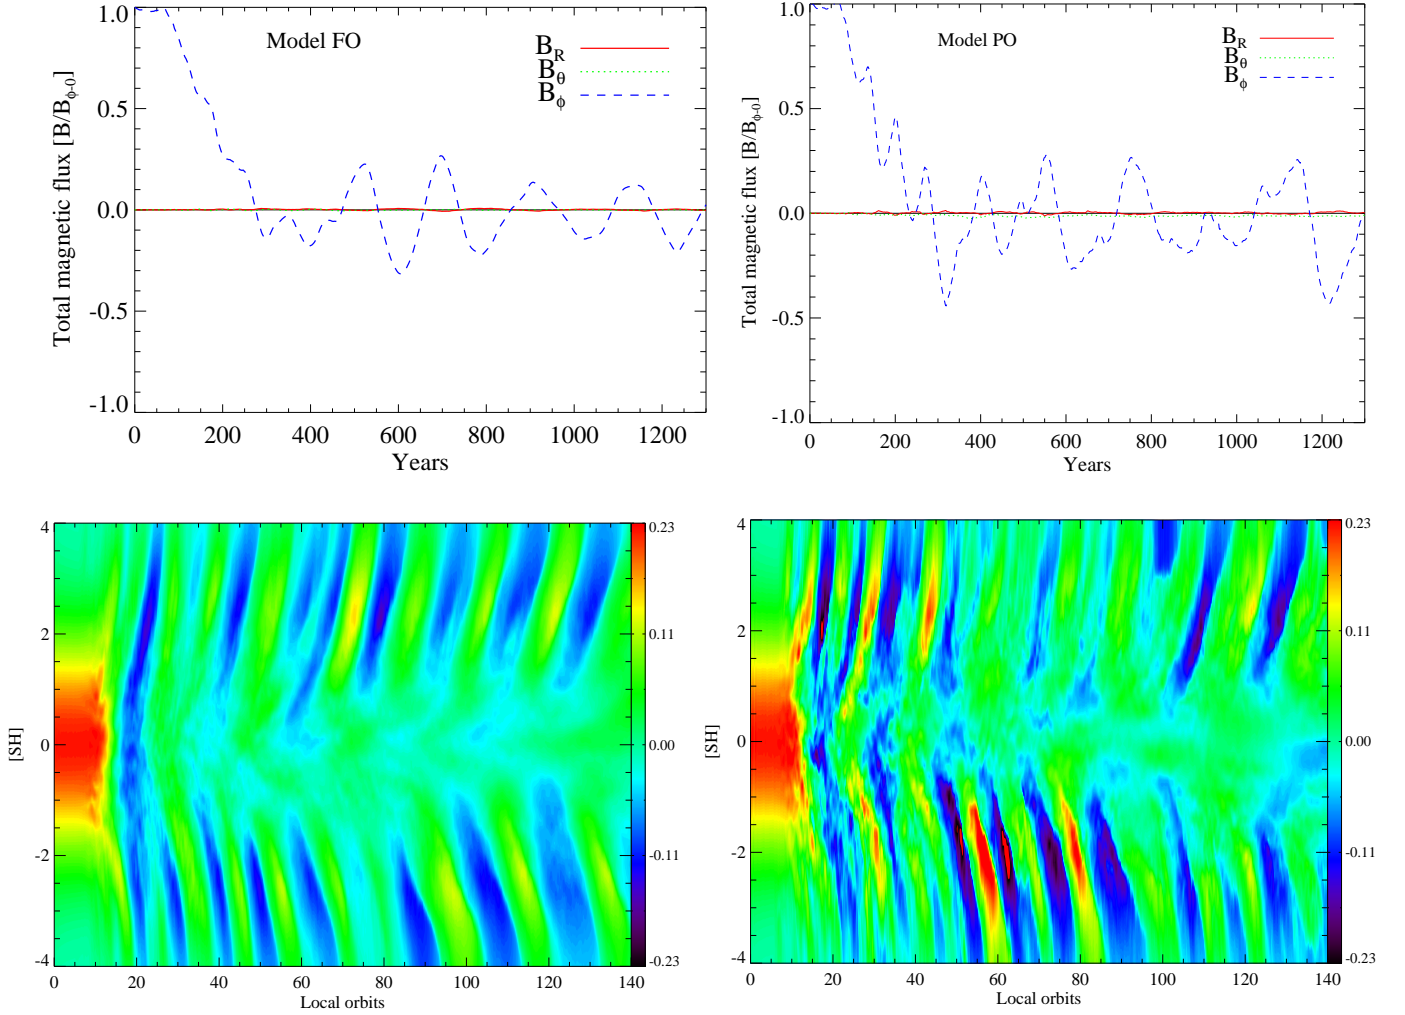 Model FO
B_R
B_θ
B_ϕ
1.0
0.5
0.0
-0.5
-1.0
Total magnetic flux [B/B_ϕ-0]
0 200 400 600 800 1000 1200
Years
Model PO
B_R
B_θ
B_ϕ
1.0
0.5
0.0
-0.5
-1.0
Total magnetic flux [B/B_ϕ-0]
0 200 400 600 800 1000 1200
Years
4
2
0
-2
-4
[SH]
0 20 40 60 80 100 120 140
Local orbits
0.23
0.11
0.00
-0.11
-0.23
4
2
0
-2
-4
[SH]
0 20 40 60 80 100 120 140
Local orbits
0.23
0.11
0.00
-0.11
-0.23